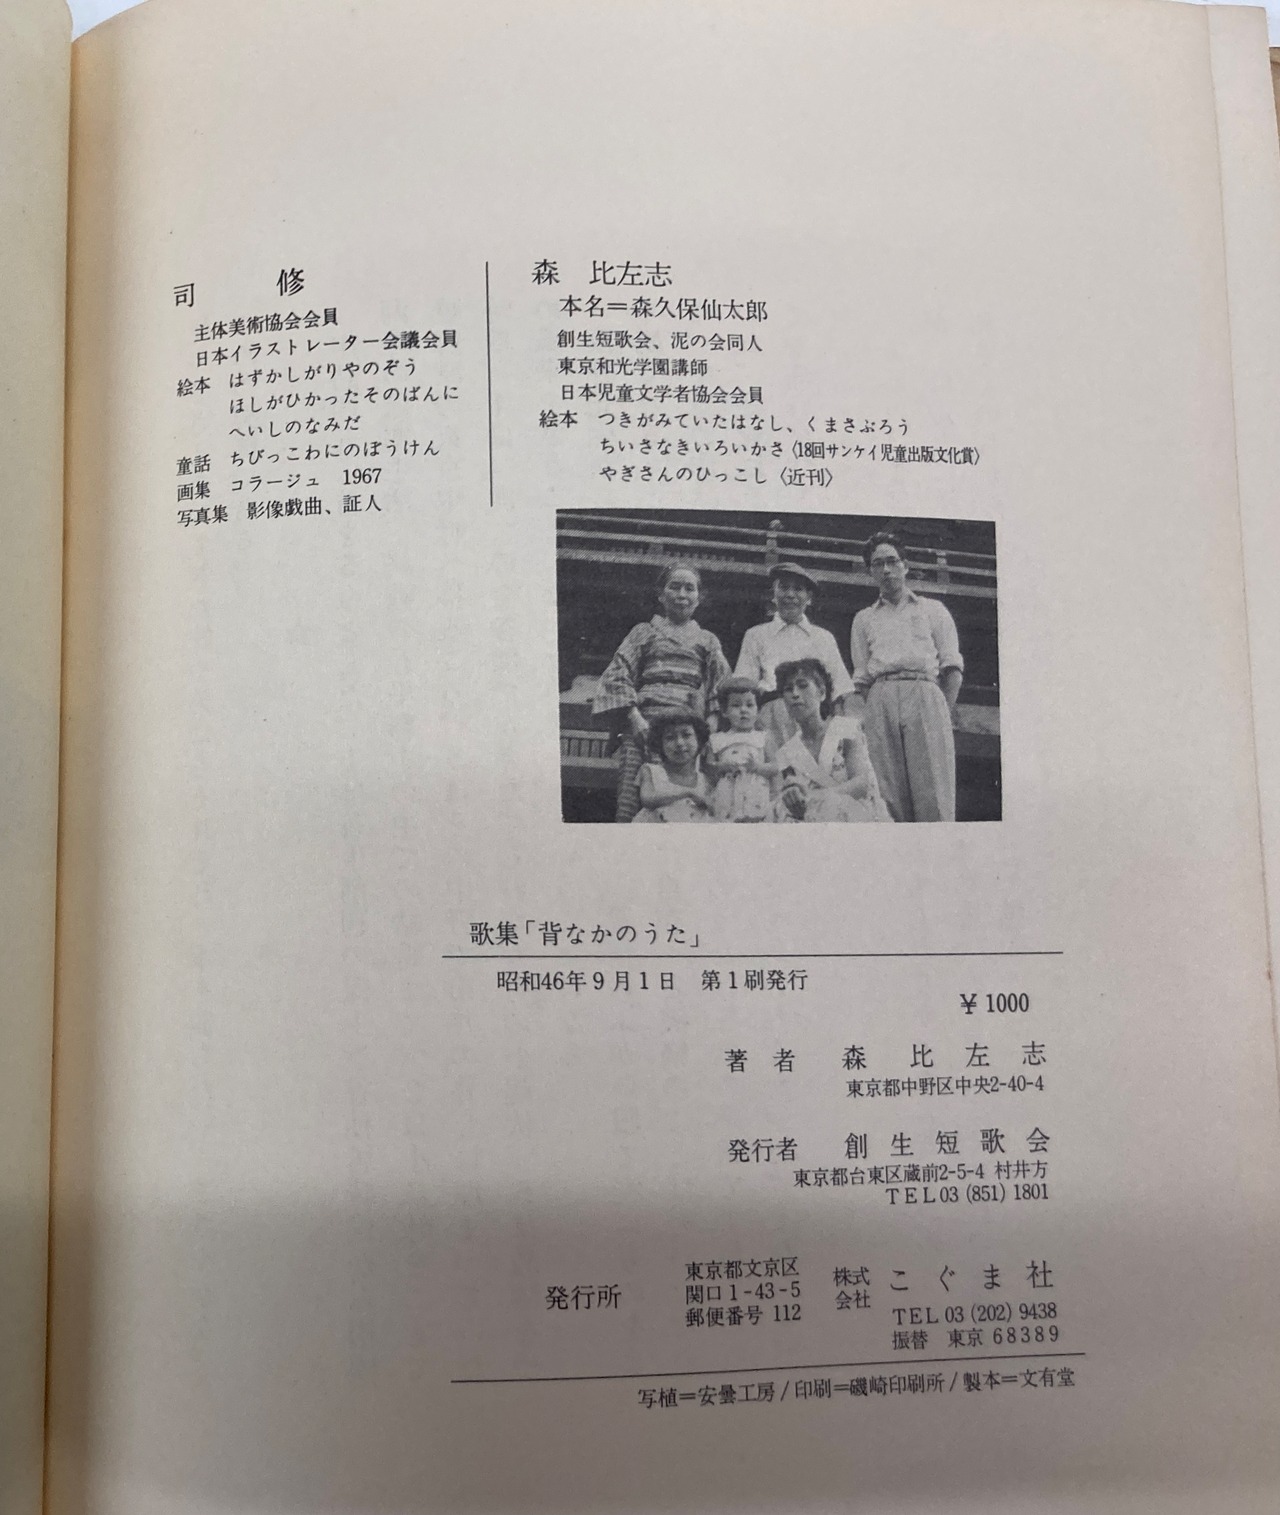 司　修
主体美術協会会員
日本イラストレーター会議会員
絵本　はずかしがりやのぞう
ほしがひかったそのばんに
へいしのなみだ
童話　ちびっこわにのぼうけん
画集　コラージュ　1967
写真集　影像戯曲、証人
森　比左志
本名＝森久保仙太郎
創生短歌会、泥の会同人
東京和光学園講師
日本児童文学者協会会員
絵本　つきがみていたはなし、くまさぶろう
ちいさなきいろいかさ〈18回サンケイ児童出版文化賞〉
やぎさんのひっこし〈近刊〉
歌集「背なかのうた」
昭和46年９月１日　第１刷発行
￥1000
著者　森比左志
東京都中野区中央2-40-4
発行者　創生短歌会
東京都台東区蔵前2-5-4 村井方
TEL 03 (851) 1801
発行所
東京都文京区
関口1-43-5
郵便番号 112
株式会社　こぐま社
TEL 03 (202) 9438
振替　東京 68389
写植＝安曇工房/印刷＝磯崎印刷所/製本＝文有堂